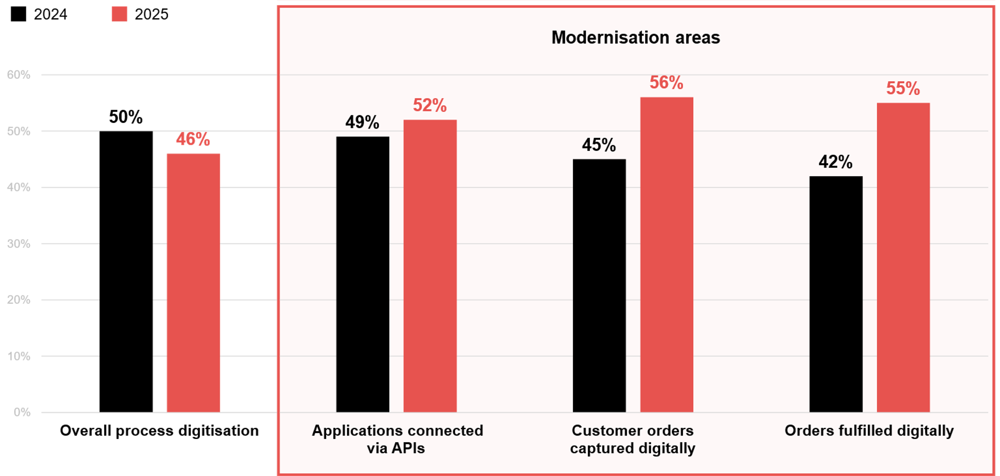 2024
2025
Modernisation areas
60%
50%
40%
30%
20%
10%
0%
50%
46%
49%
52%
45%
56%
42%
55%
Overall process digitisation
Applications connected
via APIs
Customer orders
captured digitally
Orders fulfilled digitally